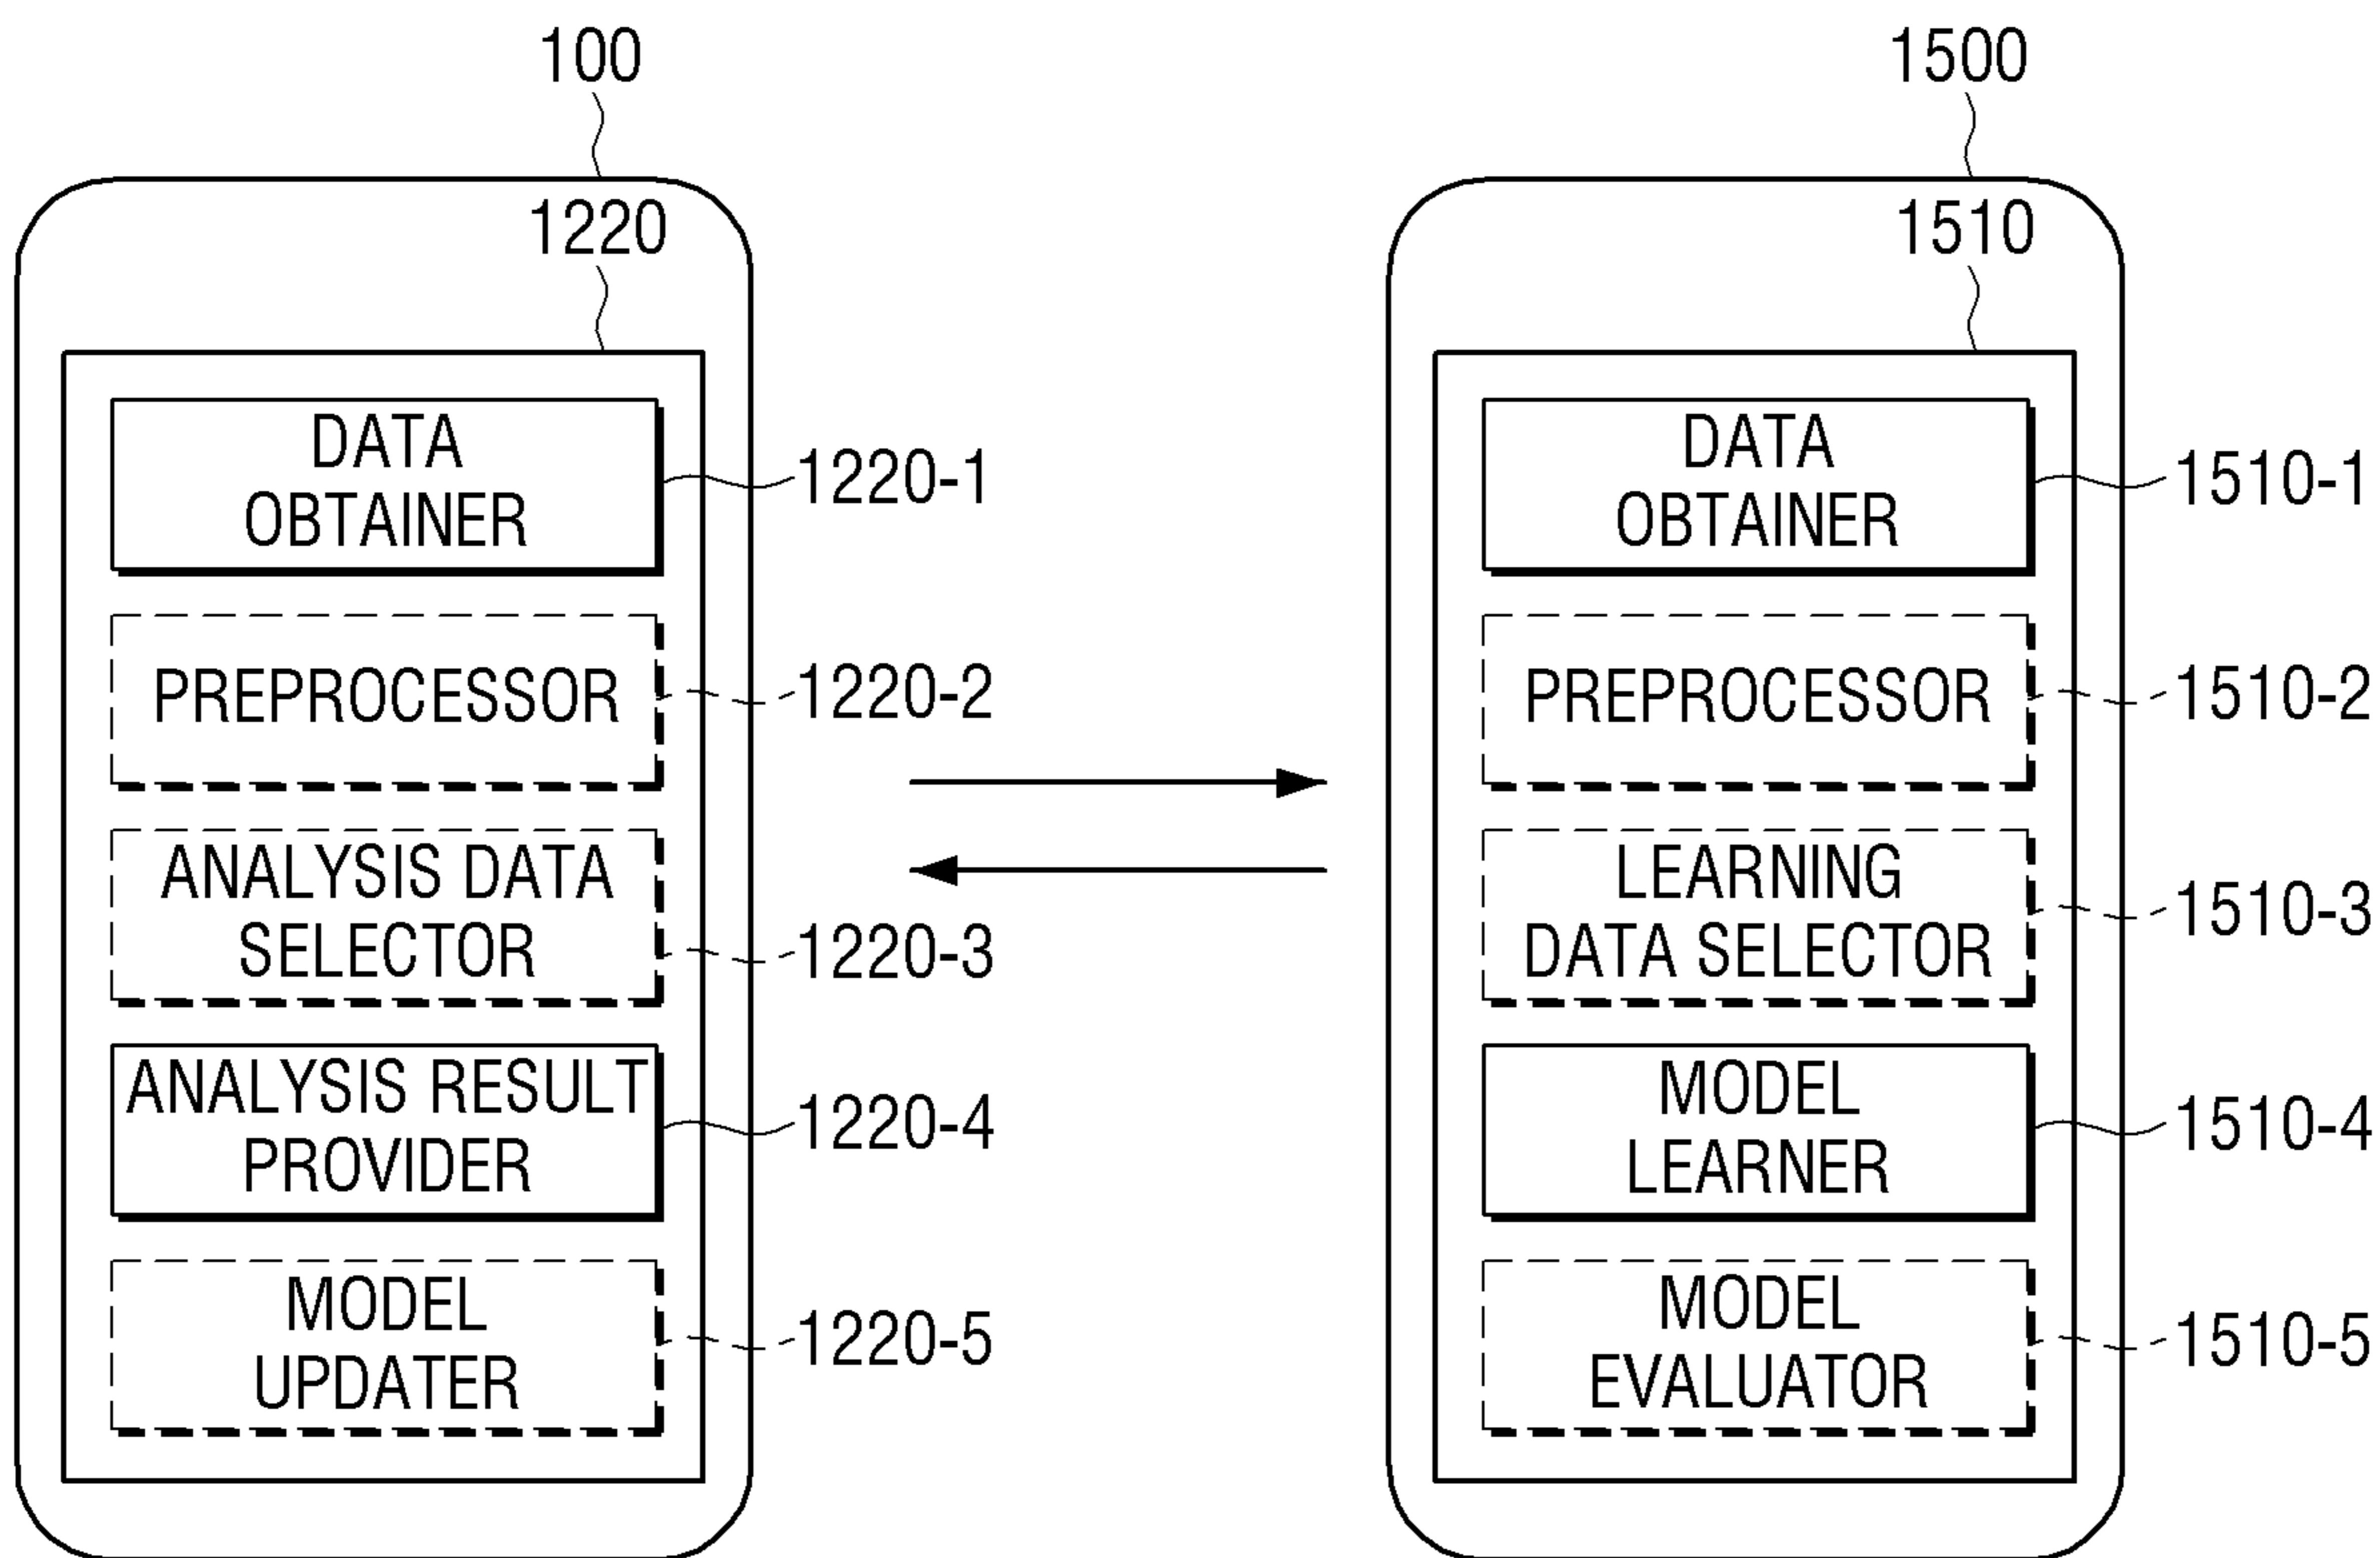 100
1220
DATA
OBTAINER
1220-1
PREPROCESSOR
1220-2
ANALYSIS DATA
SELECTOR
1220-3
ANALYSIS RESULT
PROVIDER
1220-4
MODEL
UPDATER
1220-5
1500
1510
DATA
OBTAINER
1510-1
PREPROCESSOR
1510-2
LEARNING
DATA SELECTOR
1510-3
MODEL
LEARNER
1510-4
MODEL
EVALUATOR
1510-5